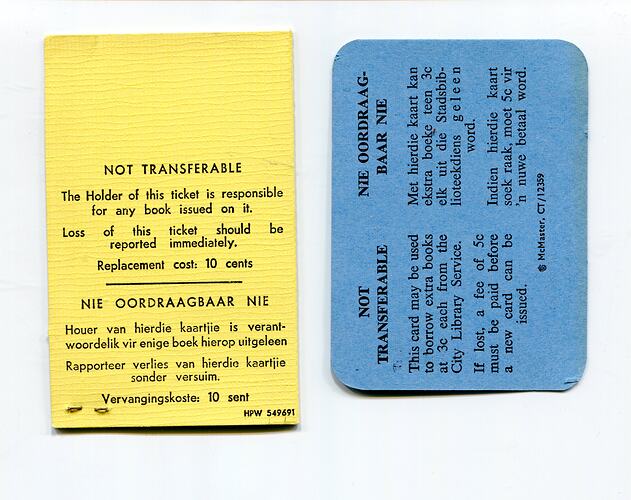 NOT TRANSFERABLE
The Holder of this ticket is responsible
for any book issued on it.
Loss of this ticket should be
reported immediately.
Replacement cost: 10 cents
NIE OORDRAAGBAAR NIE
Houer van hierdie kaartjie is verant-
woordelik vir enige boek hierop uitgeleen
Rapporteer verlies van hierdie kaartjie
sonder versuim.
Vervangingskoste: 10 sent
HPW 549691
NOT
TRANSFERABLE
This card may be used
to borrow extra books
at 3c each from the
City Library Service.
If lost, a fee of 5c
must be paid before
a new card can be
issued.
NIE OORDRAAG-
BAAR NIE
Met hierdie kaart kan
ekstra boeke teen 3c
elk uit die Stadsbib-
lioteekdiens geleen
word.
Indien hierdie kaart
soek raak, moet 5c vir
'n nuwe betaal word.
McMaster, CT/12359